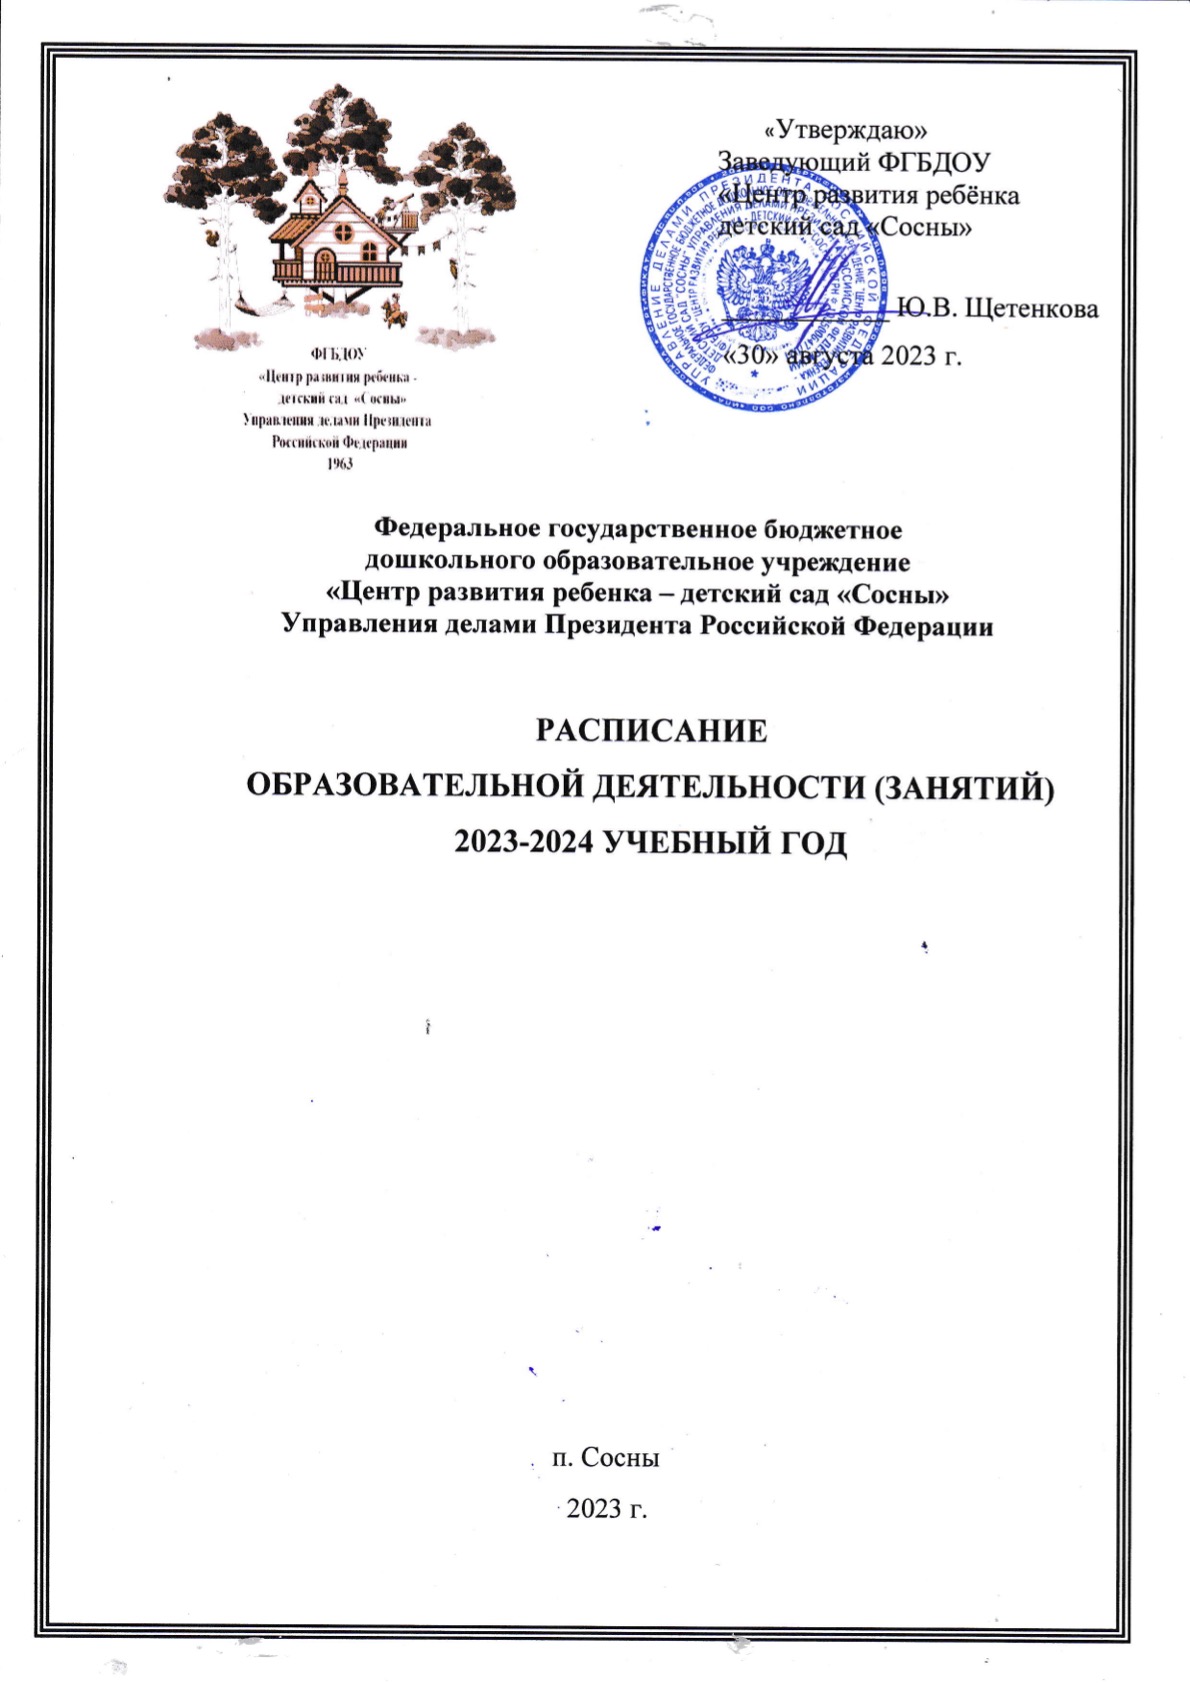 «Утверждаю»
Заведующий ФГБДОУ
«Центр развития ребёнка
детский сад «Сосны»
Ю.В. Щетенкова
«30» августа 2023 г.
ФГБДОУ
«Центр развития ребенка -
детский сад «Сосны»
Управления делами Президента
Российской Федерации
1963
Федеральное государственное бюджетное
дошкольного образовательное учреждение
«Центр развития ребенка – детский сад «Сосны»
Управления делами Президента Российской Федерации
РАСПИСАНИЕ
ОБРАЗОВАТЕЛЬНОЙ ДЕЯТЕЛЬНОСТИ (ЗАНЯТИЙ)
2023-2024 УЧЕБНЫЙ ГОД
п. Сосны
2023 г.